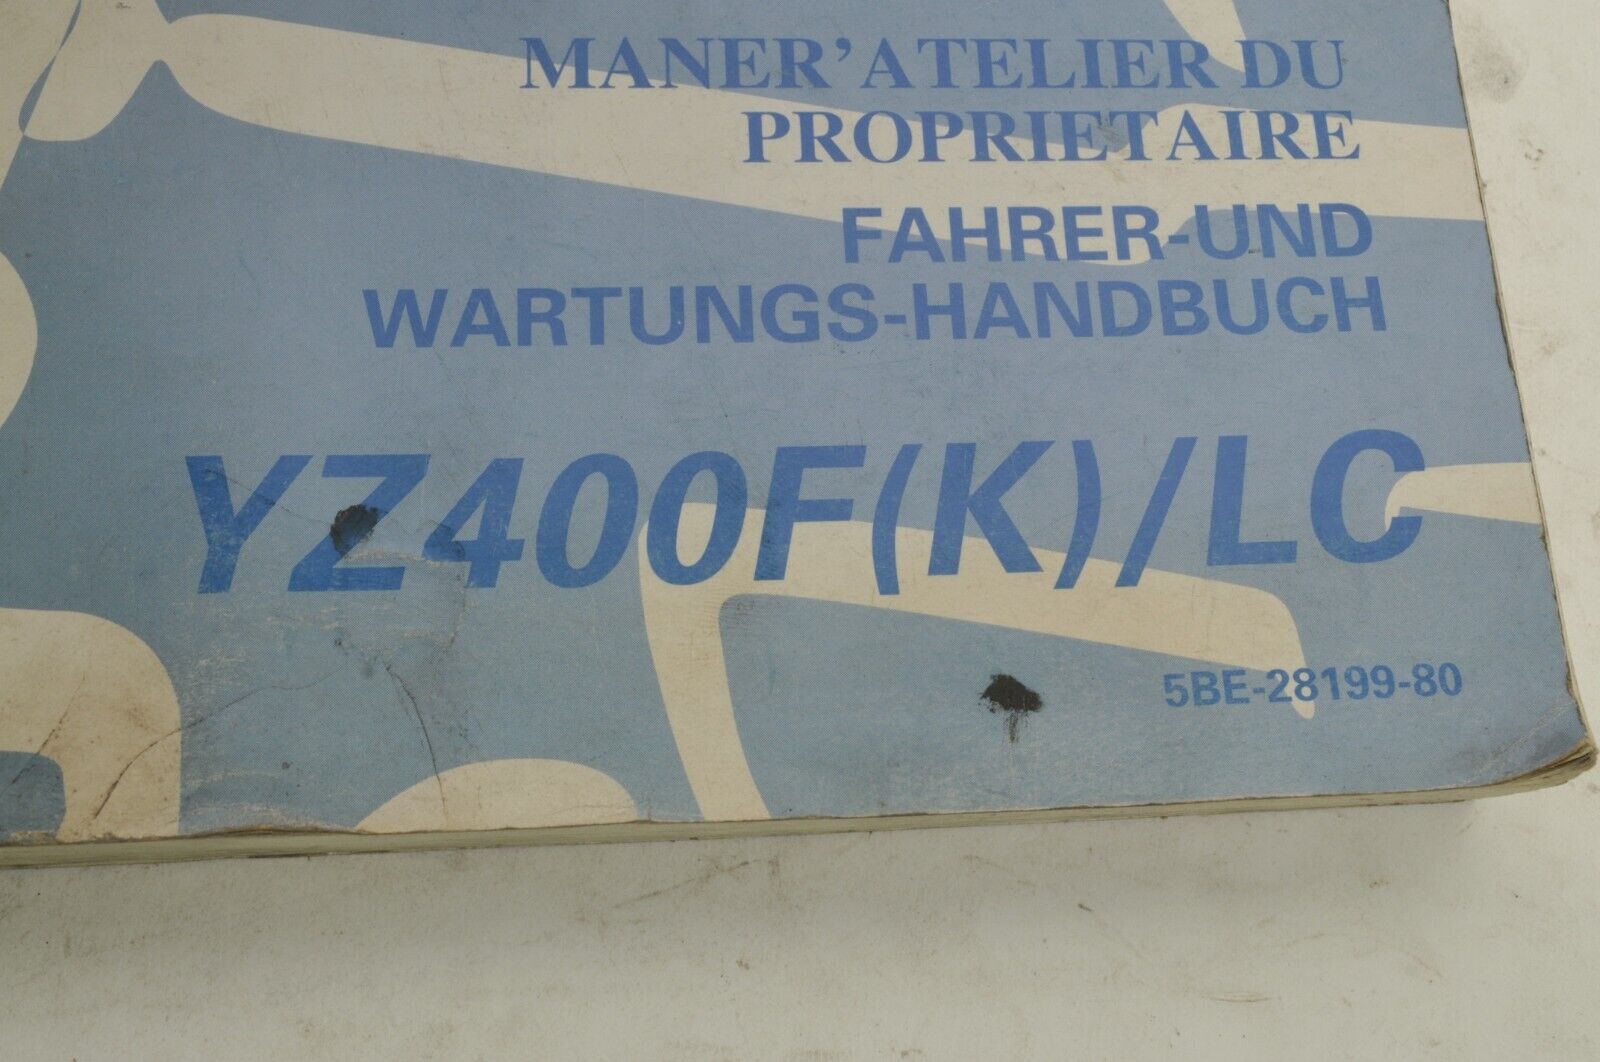 MANER'ATELIER DU
PROPRIETAIRE
FAHRER-UND
WARTUNGS-HANDBUCH
YZ400F(K)/LC
5BE-28199-80